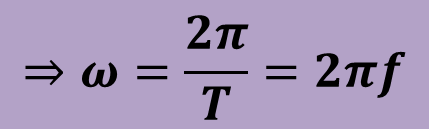 ⇒ ω = 2π/T = 2πf